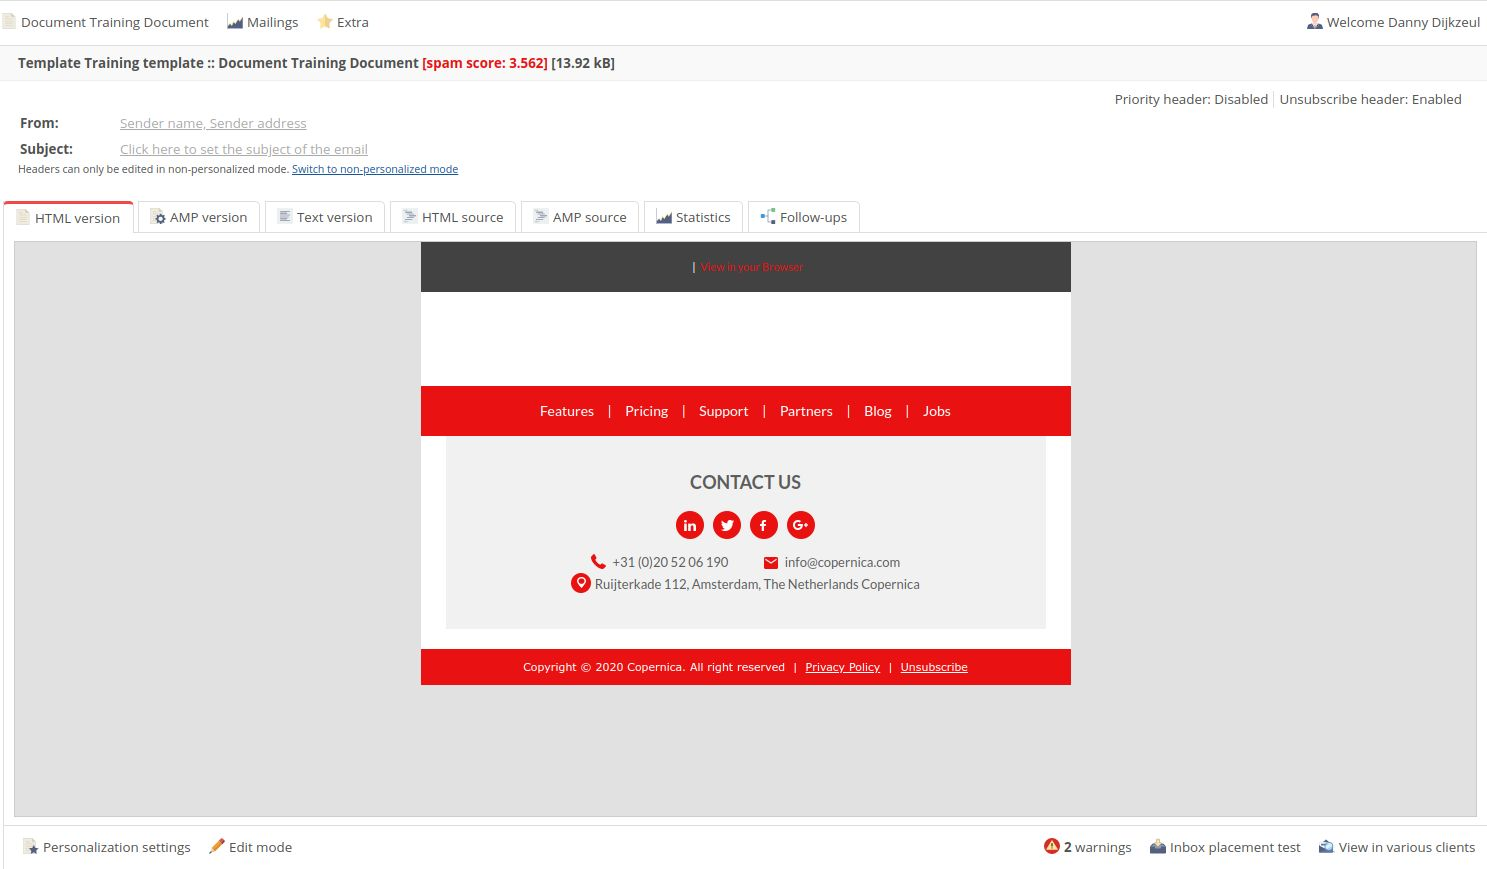 Document Training Document Mailings Extra Welcome Danny Dijkzeul
Template Training template :: Document Training Document [spam score: 3.562] [13.92 kB]
Priority header: Disabled Unsubscribe header: Enabled
From: Sender name, Sender address
Subject: Click here to set the subject of the email
Headers can only be edited in non-personalized mode. Switch to non-personalized mode
HTML version AMP version Text version HTML source AMP source Statistics Follow-ups
| View in your Browser
Features | Pricing | Support | Partners | Blog | Jobs
CONTACT US
in f G+
+31 (0)20 52 06 190 info@copernica.com
Ruijterkade 112, Amsterdam, The Netherlands Copernica
Copyright © 2020 Copernica. All right reserved | Privacy Policy | Unsubscribe
Personalization settings Edit mode 2 warnings Inbox placement test View in various clients